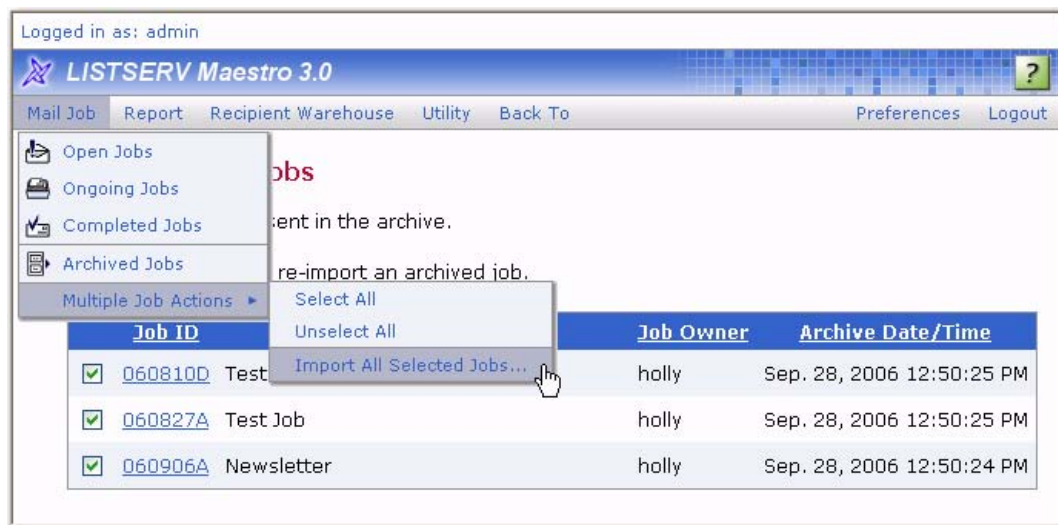 Logged in as: admin
LISTSERV Maestro 3.0 ?
Mail Job Report Recipient Warehouse Utility Back To Preferences Logout
Open Jobs
Ongoing Jobs
Completed Jobs
Archived Jobs
Multiple Job Actions
obs
sent in the archive.
re-import an archived job.
Select All
Unselect All
Import All Selected Jobs...
Job ID Job Owner Archive Date/Time
060810D Test holly Sep. 28, 2006 12:50:25 PM
060827A Test Job holly Sep. 28, 2006 12:50:25 PM
060906A Newsletter holly Sep. 28, 2006 12:50:24 PM